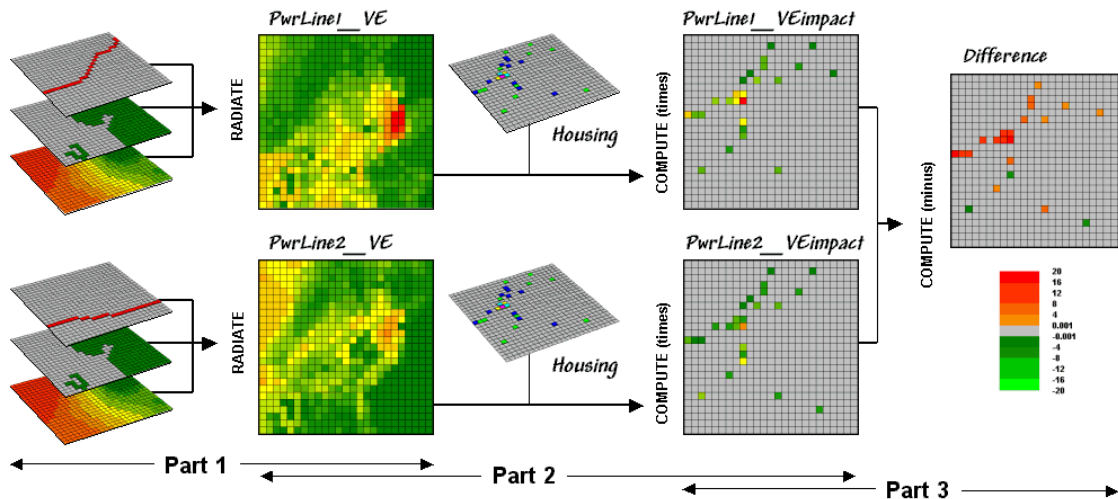 PwrLine1__VE
PwrLine1__VEimpact
Difference
RADIATE
Housing
COMPUTE (times)
COMPUTE (minus)
PwrLine2__VE
PwrLine2__VEimpact
RADIATE
Housing
COMPUTE (times)
20
16
12
8
4
0.001
-0.001
-4
-8
-12
-16
-20
Part 1
Part 2
Part 3